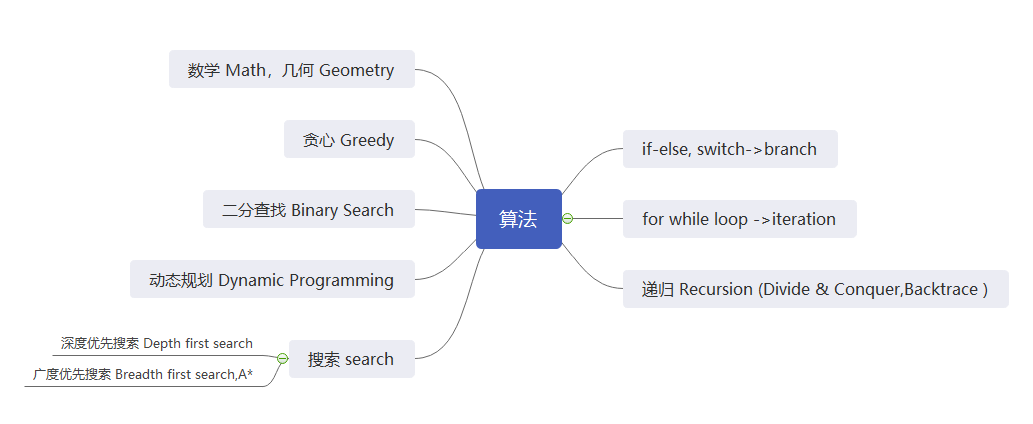 数学 Math，几何 Geometry
贪心 Greedy
二分查找 Binary Search
动态规划 Dynamic Programming
搜索 search
深度优先搜索 Depth first search
广度优先搜索 Breadth first search,A*
算法
if-else, switch->branch
for while loop ->iteration
递归 Recursion (Divide & Conquer,Backtrace )